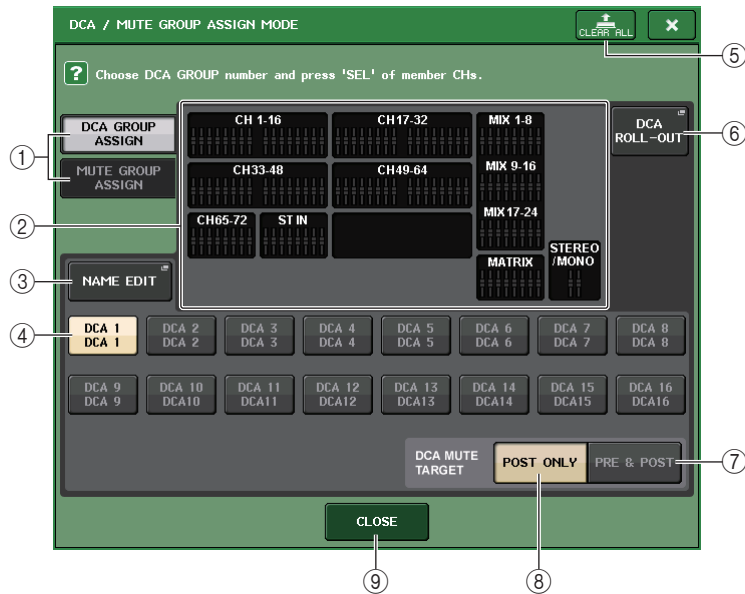 DCA / MUTE GROUP ASSIGN MODE
CLEAR ALL
×
5
? Choose DCA GROUP number and press 'SEL' of member CHs.
DCA GROUP
ASSIGN
MUTE GROUP
ASSIGN
1
CH 1-16
CH17-32
MIX 1-8
CH33-48
CH49-64
MIX 9-16
CH65-72
ST IN
MIX17-24
MATRIX
STEREO
/MONO
2
DCA
ROLL-OUT
6
NAME EDIT
3
4
DCA 1
DCA 1
DCA 2
DCA 2
DCA 3
DCA 3
DCA 4
DCA 4
DCA 5
DCA 5
DCA 6
DCA 6
DCA 7
DCA 7
DCA 8
DCA 8
DCA 9
DCA 9
DCA 10
DCA10
DCA 11
DCA11
DCA 12
DCA12
DCA 13
DCA13
DCA 14
DCA14
DCA 15
DCA15
DCA 16
DCA16
DCA MUTE
TARGET
POST ONLY
PRE & POST
7
CLOSE
9
8